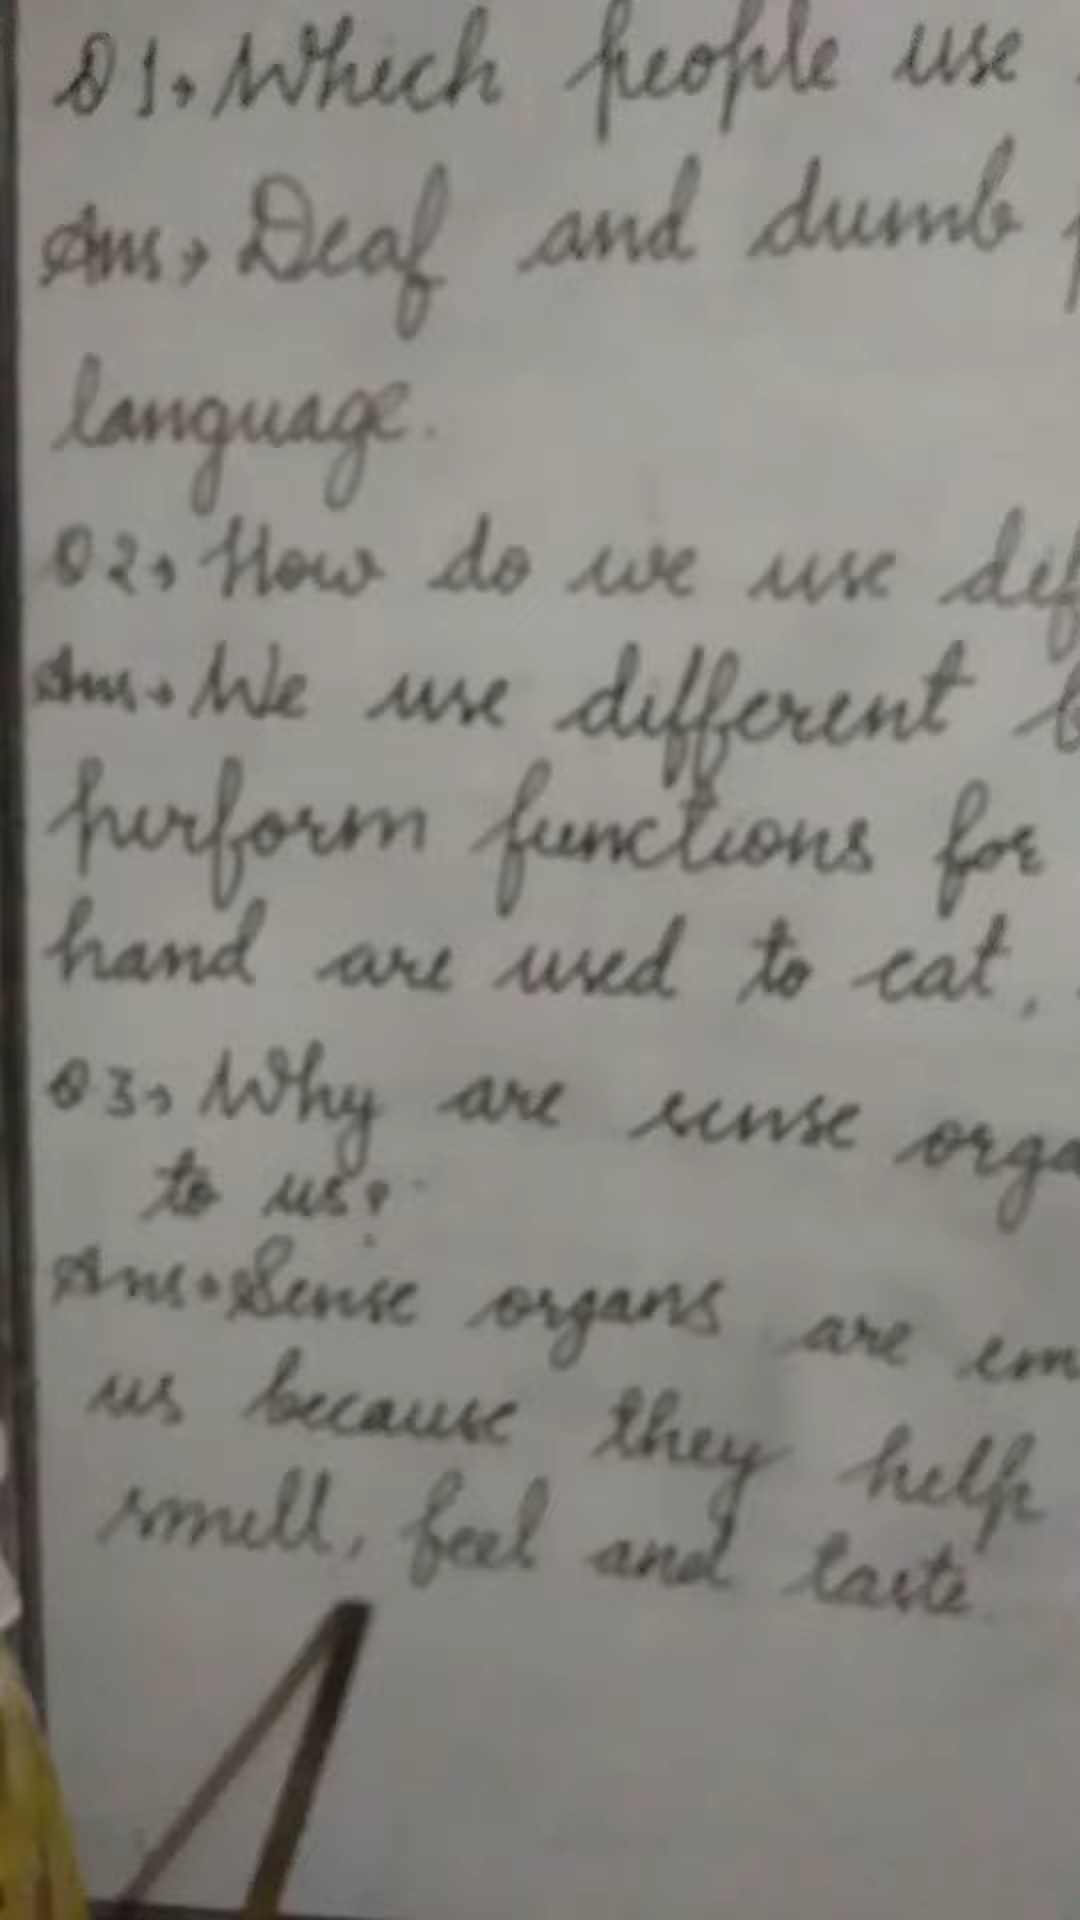 Q1→ Which people use
Ans→ Deaf and dumb
language.
Q2→ How do we use
Ans→ We use different
perform functions for
hand are used to eat,
Q3→ Why are sense
to us?
Ans→ Sense organs are
us because they help
smell, feel and taste